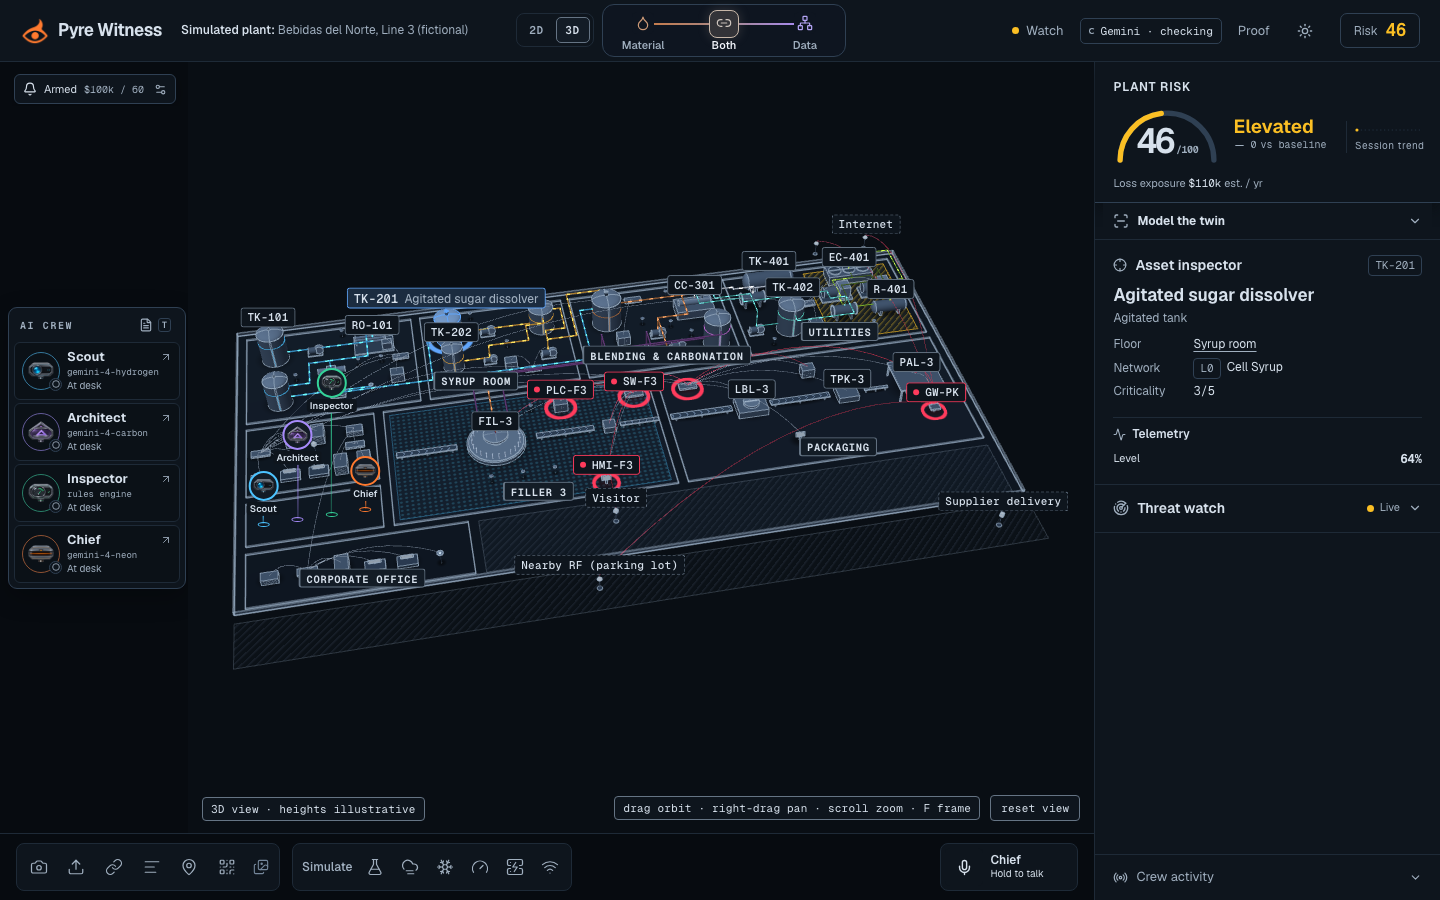 Pyre Witness
Simulated plant: Bebidas del Norte, Line 3 (fictional)
2D
3D
Material
Both
Data
Watch
Gemini · checking
Proof
Risk 46
Armed $100k / 60
AI CREW
T
Scout
gemini-4-hydrogen
At desk
Architect
gemini-4-carbon
At desk
Inspector
rules engine
At desk
Chief
gemini-4-neon
At desk
Internet
TK-401
EC-401
CC-301
TK-402
R-401
TK-201 Agitated sugar dissolver
TK-101
RO-101
TK-202
UTILITIES
BLENDING & CARBONATION
SYRUP ROOM
PLC-F3
SW-F3
LBL-3
TPK-3
PAL-3
GW-PK
Inspector
FIL-3
Architect
PACKAGING
HMI-F3
Chief
Scout
FILLER 3
Visitor
Supplier delivery
Nearby RF (parking lot)
CORPORATE OFFICE
3D view · heights illustrative
drag orbit · right-drag pan · scroll zoom · F frame
reset view
Simulate
Chief
Hold to talk
PLANT RISK
46/100
Elevated
— 0 vs baseline
Session trend
Loss exposure $110k est. / yr
Model the twin
Asset inspector
TK-201
Agitated sugar dissolver
Agitated tank
Floor Syrup room
Network L0 Cell Syrup
Criticality 3/5
Telemetry
Level 64%
Threat watch
Live
Crew activity